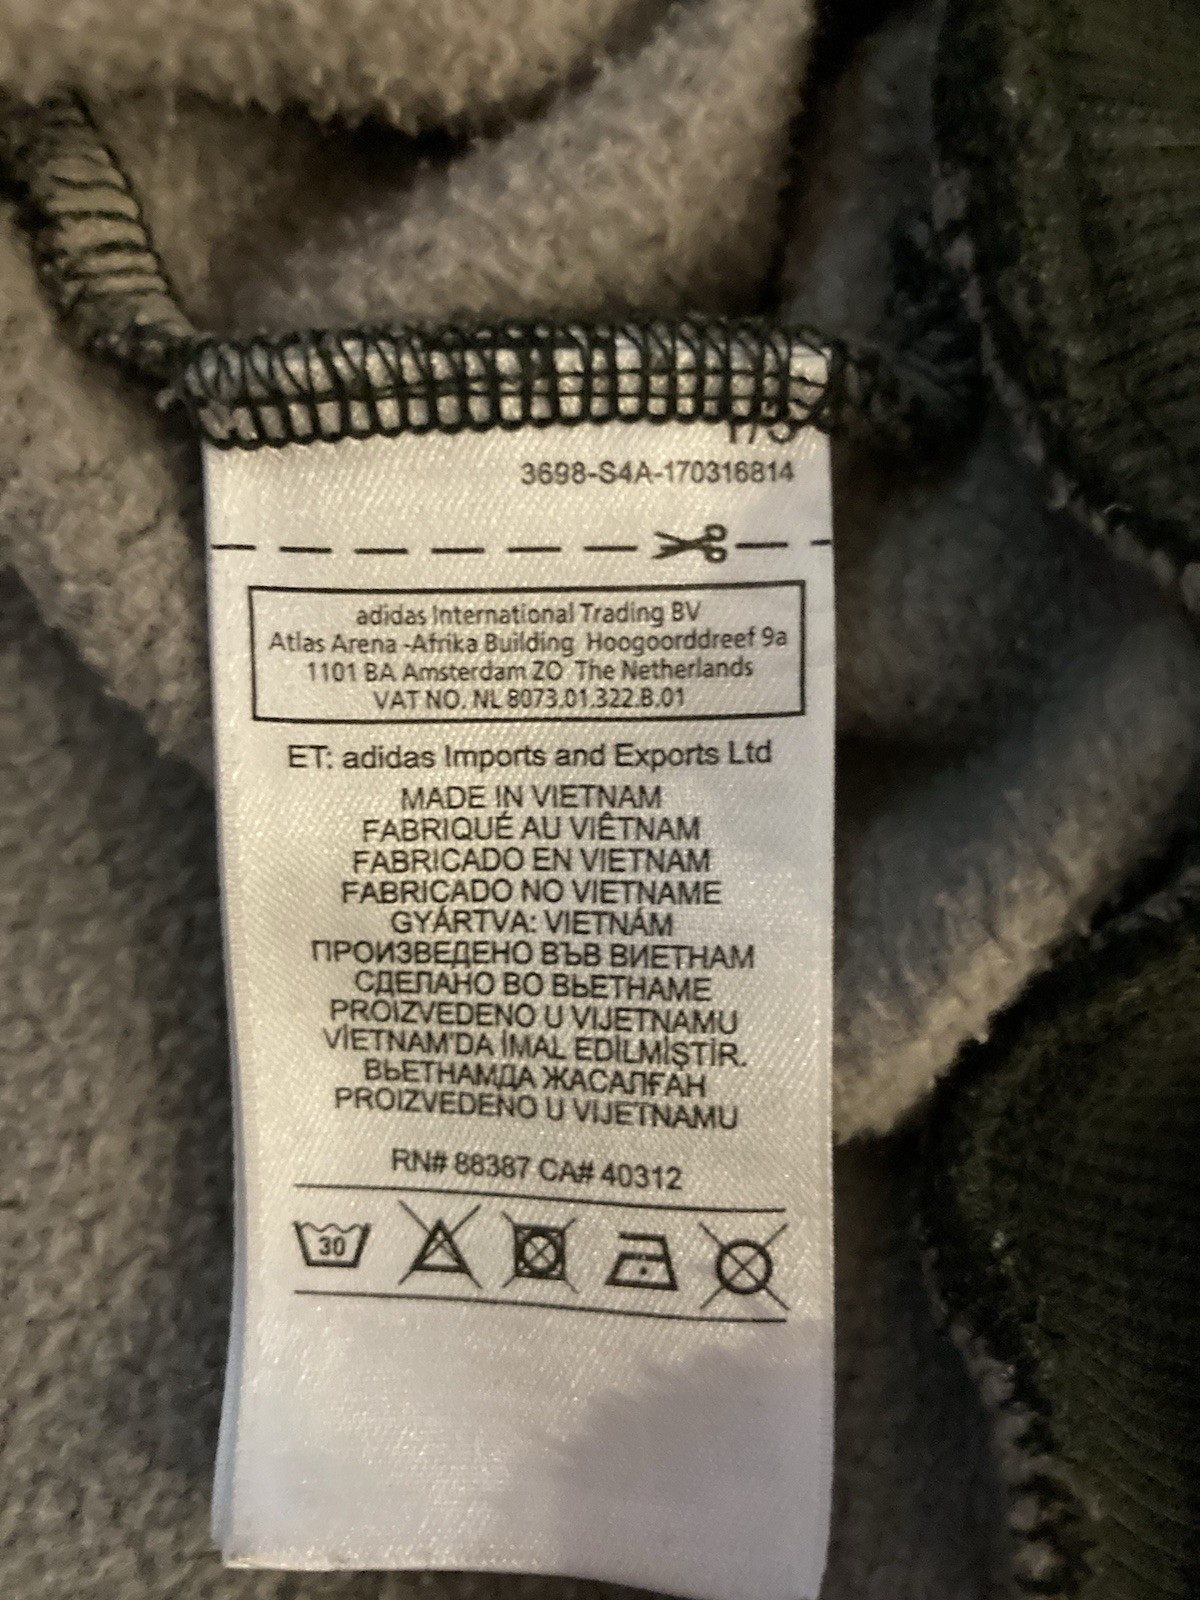 3698-S4A-170316814
adidas International Trading BV
Atlas Arena -Afrika Building Hoogoorddreef 9a
1101 BA Amsterdam ZO The Netherlands
VAT NO. NL 8073.01.322.B.01
ET: adidas Imports and Exports Ltd
MADE IN VIETNAM
FABRIQUÉ AU VIÊTNAM
FABRICADO EN VIETNAM
FABRICADO NO VIETNAME
GYÁRTVA: VIETNÁM
ПРОИЗВЕДЕНО ВЪВ ВИЕТНАМ
СДЕЛАНО ВО ВЬЕТНАМЕ
PROIZVEDENO U VIJETNAMU
VİETNAM'DA İMAL EDİLMİŞTİR.
ВЬЕТНАМДА ЖАСАЛҒАН
PROIZVEDENO U VIJETNAMU
RN# 88387 CA# 40312
30